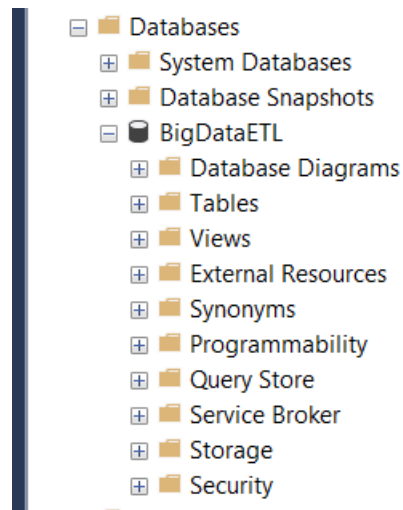 Databases
System Databases
Database Snapshots
BigDataETL
Database Diagrams
Tables
Views
External Resources
Synonyms
Programmability
Query Store
Service Broker
Storage
Security